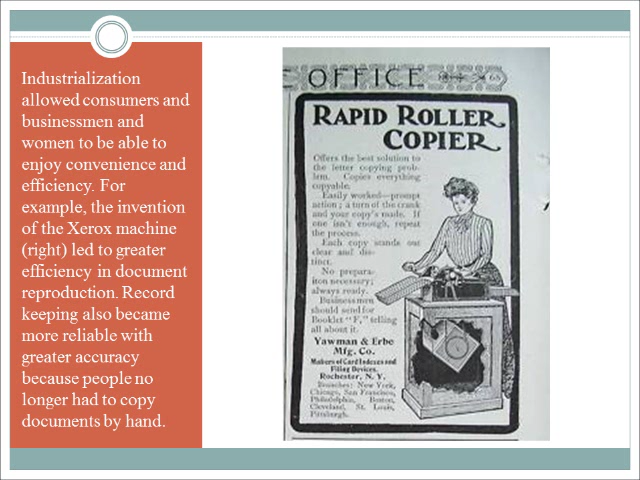 Industrialization
allowed consumers and
businessmen and
women to be able to
enjoy convenience and
efficiency. For
example, the invention
of the Xerox machine
(right) led to greater
efficiency in document
reproduction. Record
keeping also became
more reliable with
greater accuracy
because people no
longer had to copy
documents by hand.
OFFICE
RAPID ROLLER
COPIER
Offers the best solution to
the letter copying prob-
lem. Copies everything
copyable.
Easily worked—prompt
action; a turn of the crank
and your copy's made. If
one isn't enough, repeat
the process.
Each copy stands out
clear and dis-
tinct.
No prepara-
tion necessary;
always ready.
Businessmen
should send for
Booklet "F," telling
all about it.
Yawman & Erbe
Mfg. Co.
Makers of Card Indexes and
Filing Devices.
Rochester, N. Y.
Branches: New York,
Chicago, San Francisco,
Philadelphia, Boston,
Cleveland, St. Louis,
Pittsburgh.